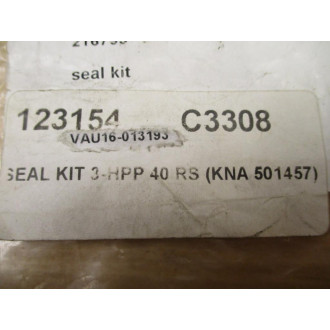 seal kit
123154 C3308
VAU16-013193
SEAL KIT 3-HPP 40 RS (KNA 501457)